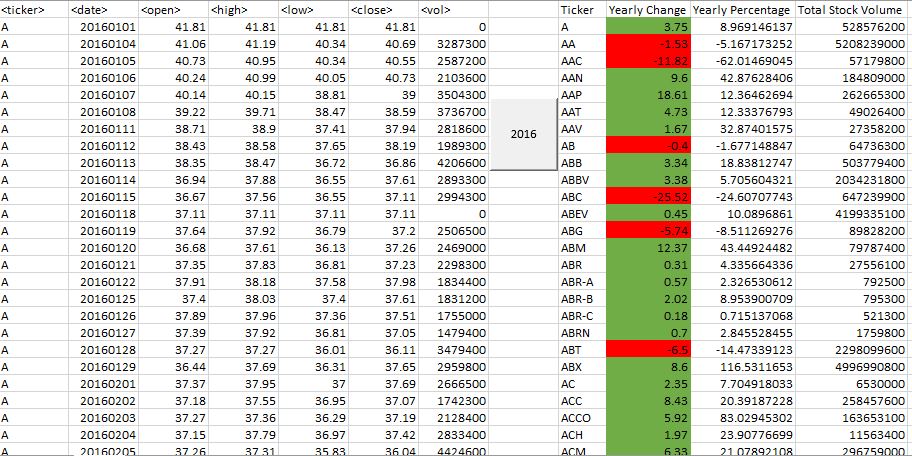 <ticker> <date> <open> <high> <low> <close> <vol> Ticker Yearly Change Yearly Percentage Total Stock Volume
A 20160101 41.81 41.81 41.81 41.81 0 A 3.75 8.969141637 528576200
A 20160104 41.06 41.19 40.34 40.69 3287300 AA -1.53 -5.167173252 5208239000
A 20160105 40.73 40.95 40.34 40.55 2587200 AAC -11.82 -62.01469045 57179800
A 20160106 40.24 40.99 40.05 40.73 2103600 AAN 9.6 42.87628406 184809000
A 20160107 40.14 40.15 38.81 39 3504300 AAP 18.61 12.36462694 262665300
A 20160108 39.22 39.71 38.47 38.59 3736700 AAT 4.73 12.33376793 49026400
A 20160111 38.71 38.9 37.41 37.94 2818600 AAV 1.67 32.87401575 27358200
2016
A 20160112 38.43 38.58 37.65 38.19 1989300 AB -0.4 -1.677148847 64736300
A 20160113 38.35 38.47 36.72 36.86 4206600 ABB 3.34 18.83812747 503779400
A 20160114 36.94 37.88 36.55 37.61 2893300 ABBV 3.38 5.705604321 2034231800
A 20160115 36.67 37.56 36.55 37.11 2994300 ABC -25.52 -24.60707743 647239900
A 20160118 37.11 37.11 37.11 37.11 0 ABEV 0.45 10.0896861 4199335100
A 20160119 37.64 37.92 36.79 37.2 2506500 ABG -5.74 -8.511269276 89828200
A 20160120 36.68 37.61 36.13 37.26 2469000 ABM 12.37 43.44924482 79787400
A 20160121 37.35 37.83 36.81 37.23 2298300 ABR 0.31 4.335664336 27556100
A 20160122 37.91 38.18 37.58 37.98 1834400 ABR-A 0.57 2.326530612 792500
A 20160125 37.4 38.03 37.4 37.61 1831200 ABR-B 2.02 8.953900709 795300
A 20160126 37.89 37.96 37.36 37.51 1755000 ABR-C 0.18 0.715137068 521300
A 20160127 37.39 37.92 36.81 37.05 1479400 ABRN 0.7 2.845528455 1759800
A 20160128 37.27 37.27 36.01 36.11 3479400 ABT -6.5 -14.47339123 2298099600
A 20160129 36.44 37.69 36.31 37.65 2959800 ABX 8.6 116.5311653 4996990800
A 20160201 37.37 37.95 37 37.69 2666500 AC 2.35 7.704918033 6530000
A 20160202 37.18 37.55 36.95 37.07 1742300 ACC 8.43 20.39187228 258457600
A 20160203 37.27 37.36 36.29 37.19 2128400 ACCO 5.92 83.02945302 163653100
A 20160204 37.15 37.79 36.97 37.42 2833400 ACH 1.97 23.90776699 11563400
A 20160205 37.26 37.31 35.83 36.04 4424600 ACM 6.33 21.07892108 296759000